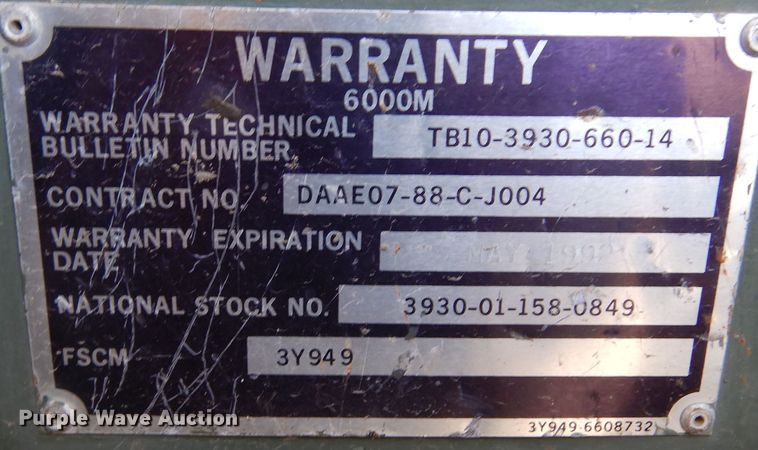 WARRANTY
6000M
WARRANTY TECHNICAL
BULLETIN NUMBER
TB10-3930-660-14
CONTRACT NO.
DAAE07-88-C-J004
WARRANTY EXPIRATION
DATE
MAY
NATIONAL STOCK NO.
3930-01-158-0849
FSCM
3Y949
3Y949-6608732
Purple Wave Auction